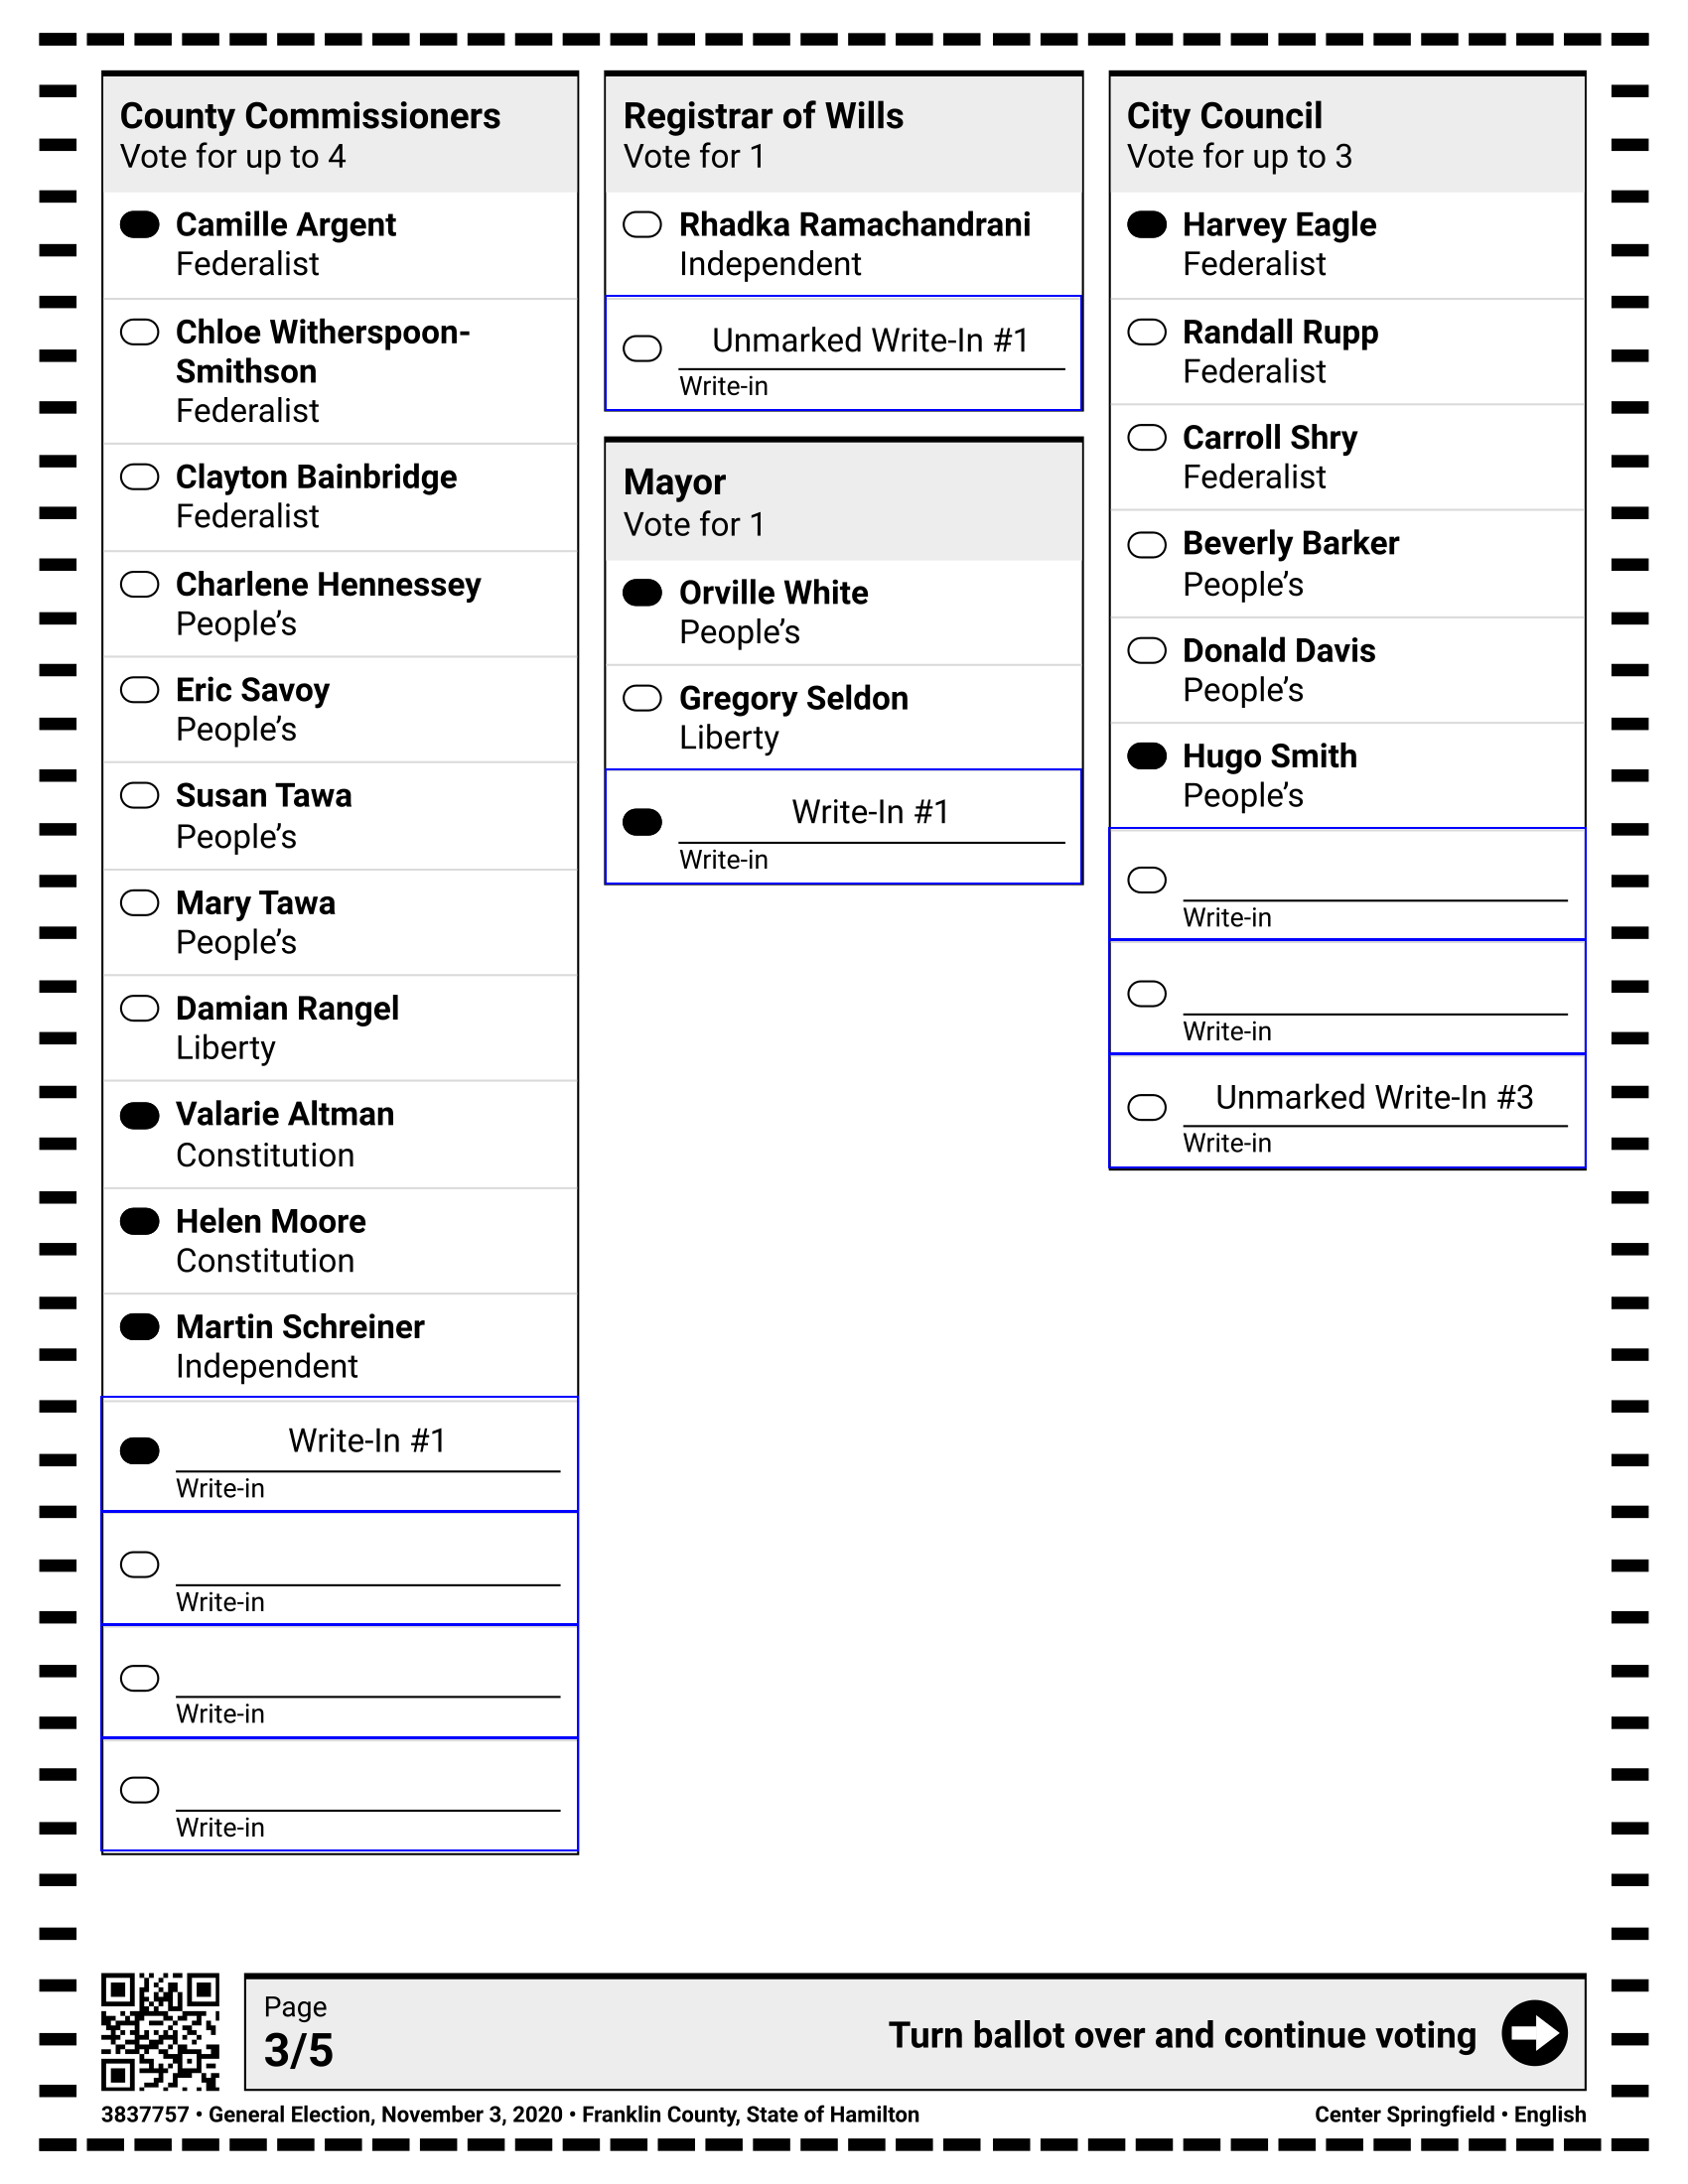 County Commissioners
Vote for up to 4
Camille Argent
Federalist
Chloe Witherspoon-
Smithson
Federalist
Clayton Bainbridge
Federalist
Charlene Hennessey
People’s
Eric Savoy
People’s
Susan Tawa
People’s
Mary Tawa
People’s
Damian Rangel
Liberty
Valarie Altman
Constitution
Helen Moore
Constitution
Martin Schreiner
Independent
Write-In #1
Write-in
Write-in
Write-in
Write-in
Registrar of Wills
Vote for 1
Rhadka Ramachandrani
Independent
Unmarked Write-In #1
Write-in
Mayor
Vote for 1
Orville White
People’s
Gregory Seldon
Liberty
Write-In #1
Write-in
City Council
Vote for up to 3
Harvey Eagle
Federalist
Randall Rupp
Federalist
Carroll Shry
Federalist
Beverly Barker
People’s
Donald Davis
People’s
Hugo Smith
People’s
Write-in
Write-in
Unmarked Write-In #3
Write-in
Page
3/5
Turn ballot over and continue voting
3837757 • General Election, November 3, 2020 • Franklin County, State of Hamilton
Center Springfield • English